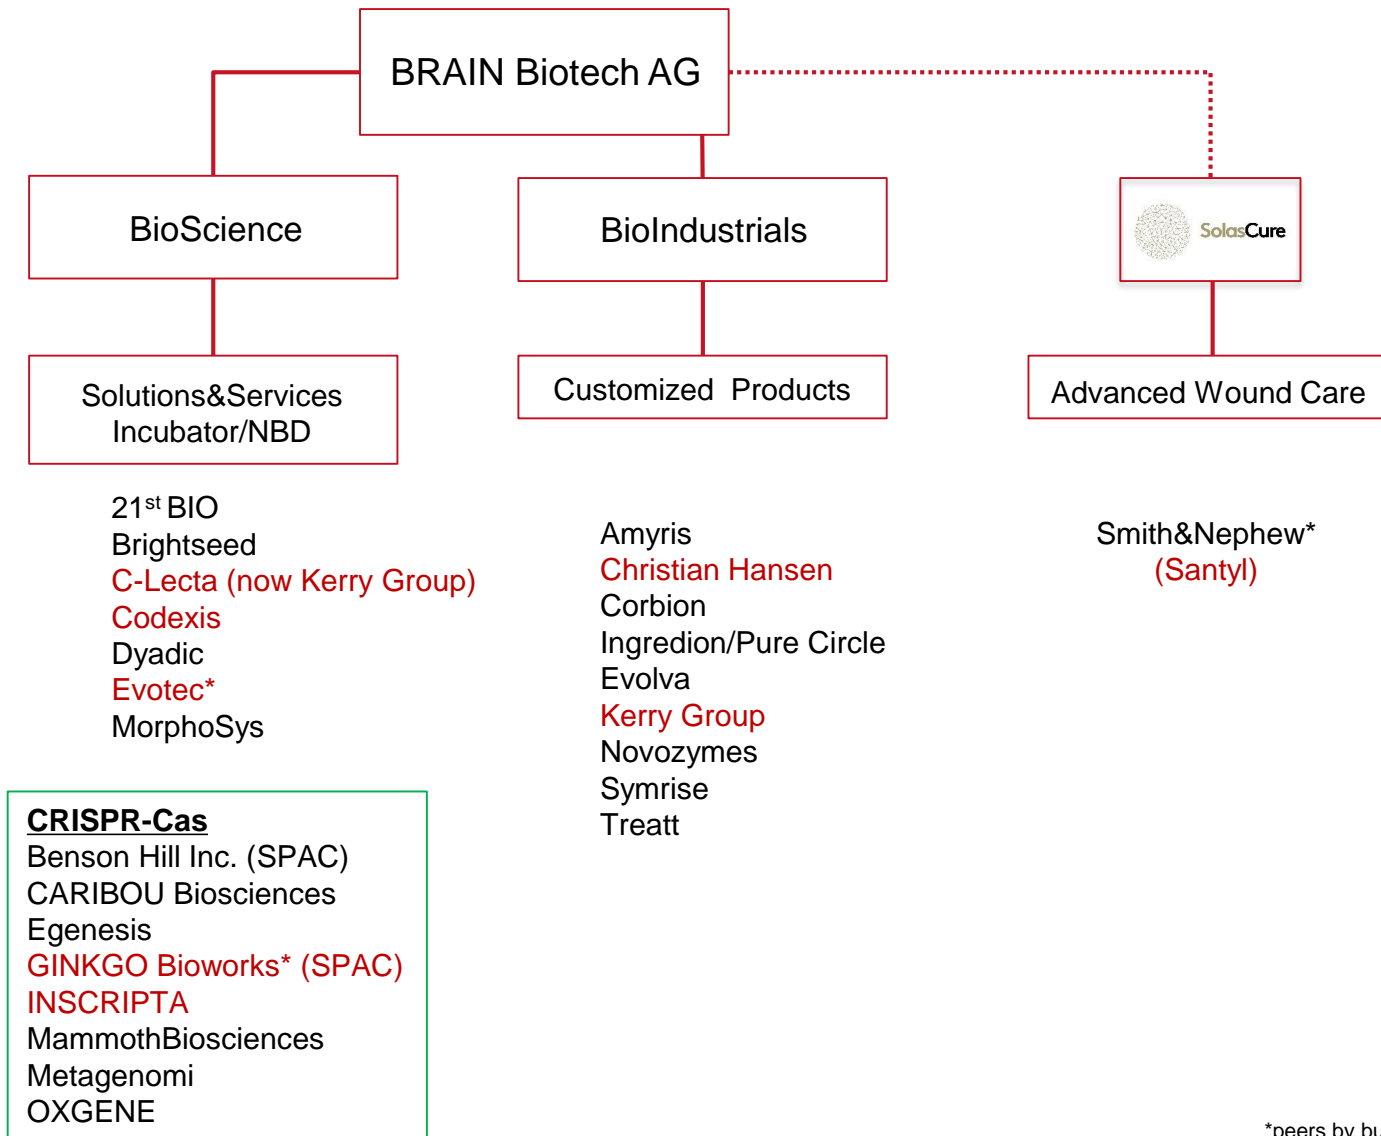 BRAIN Biotech AG
BioScience
BioIndustrials
SolasCure
Solutions&Services
Incubator/NBD
Customized Products
Advanced Wound Care
21st BIO
Brightseed
C-Lecta (now Kerry Group)
Codexis
Dyadic
Evotec*
MorphoSys
Amyris
Christian Hansen
Corbion
Ingredion/Pure Circle
Evolva
Kerry Group
Novozymes
Symrise
Treatt
Smith&Nephew*
(Santyl)
CRISPR-Cas
Benson Hill Inc. (SPAC)
CARIBOU Biosciences
Egenesis
GINKGO Bioworks* (SPAC)
INSCRIPTA
MammothBiosciences
Metagenomi
OXGENE
*peers by